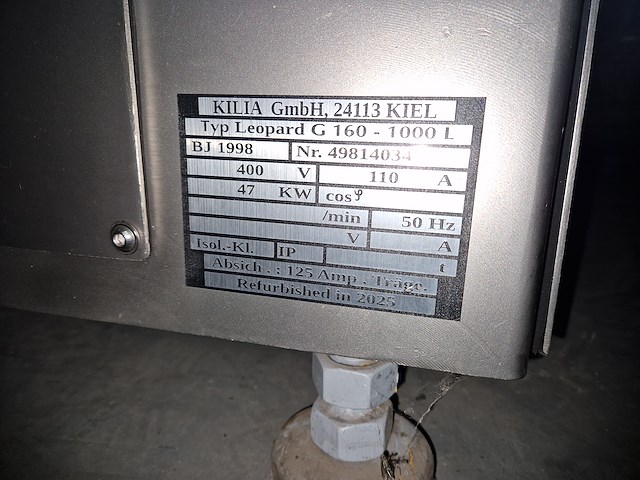 KILIA GmbH, 24113 KIEL
Typ Leopard G 160 - 1000 L
BJ 1998 Nr. 49814034
400 V 110 A
47 KW cosφ
/min 50 Hz
V A
Isol.-Kl. IP t
Absich . : 125 Amp . Träge.
Refurbished in 2025